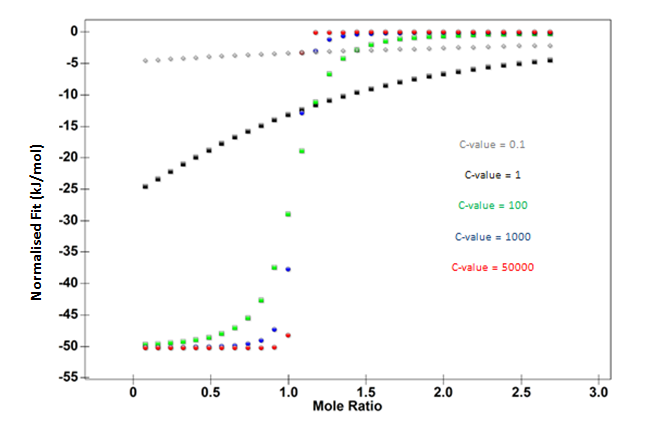 0
-5
-10
-15
-20
-25
-30
-35
-40
-45
-50
-55
Normalised Fit (kJ/mol)
C-value = 0.1
C-value = 1
C-value = 100
C-value = 1000
C-value = 50000
0 0.5 1.0 1.5 2.0 2.5 3.0
Mole Ratio